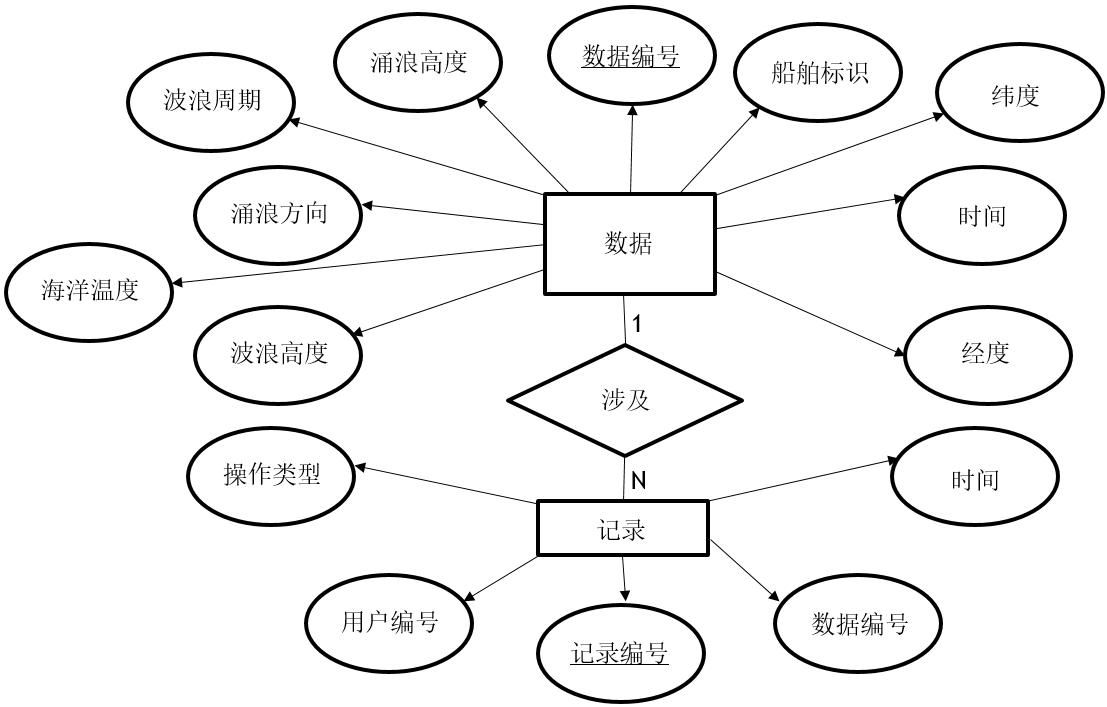 涌浪高度
数据编号
船舶标识
波浪周期
纬度
涌浪方向
时间
数据
海洋温度
1
波浪高度
经度
涉及
操作类型
N
时间
记录
用户编号
数据编号
记录编号